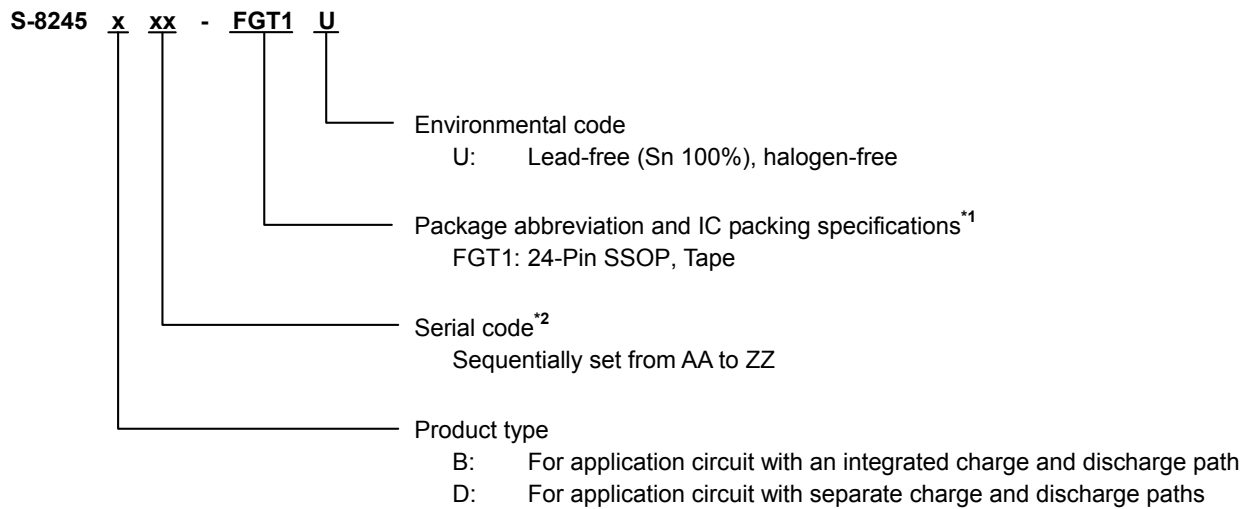 S-8245 x xx - FGT1 U
Environmental code
U: Lead-free (Sn 100%), halogen-free
Package abbreviation and IC packing specifications*1
FGT1: 24-Pin SSOP, Tape
Serial code*2
Sequentially set from AA to ZZ
Product type
B: For application circuit with an integrated charge and discharge path
D: For application circuit with separate charge and discharge paths